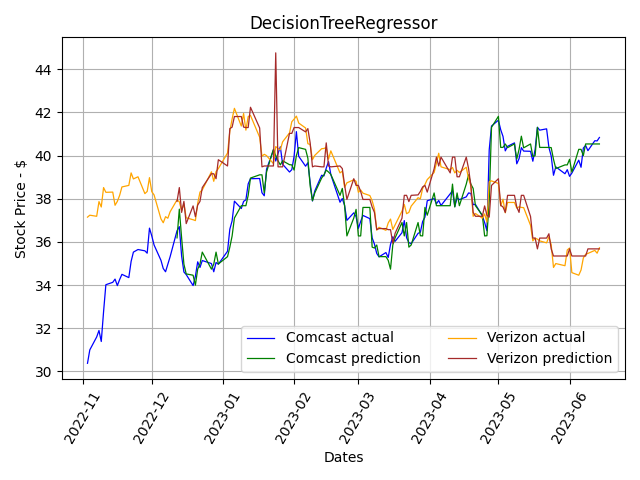 DecisionTreeRegressor
Stock Price - $
44
42
40
38
36
34
32
30
Comcast actual
Comcast prediction
Verizon actual
Verizon prediction
2022-11
2022-12
2023-01
2023-02
2023-03
2023-04
2023-05
2023-06
Dates